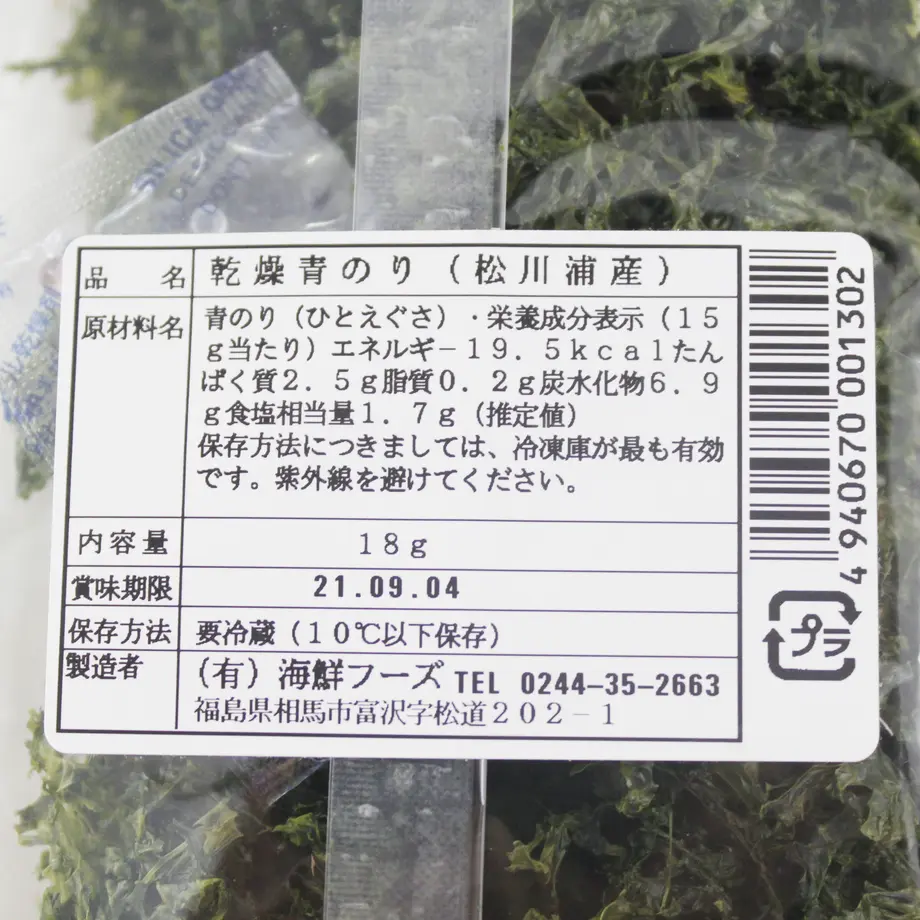 SILICA GEL
DESICC
DON'T
品 名 乾燥青のり（松川浦産）
原材料名 青のり（ひとえぐさ）・栄養成分表示（１５
ｇ当たり）エネルギ－１９．５ｋｃａｌたん
ぱく質２．５ｇ脂質０．２ｇ炭水化物６．９
ｇ食塩相当量１．７ｇ（推定値）
保存方法につきましては、冷凍庫が最も有効
です。紫外線を避けてください。
内容量 １８ｇ
賞味期限 21.09.04
保存方法 要冷蔵（１０℃以下保存）
製造者 （有）海鮮フーズ TEL 0244-35-2663
福島県相馬市富沢字松道２０２－１
4 940670 001302
プラ